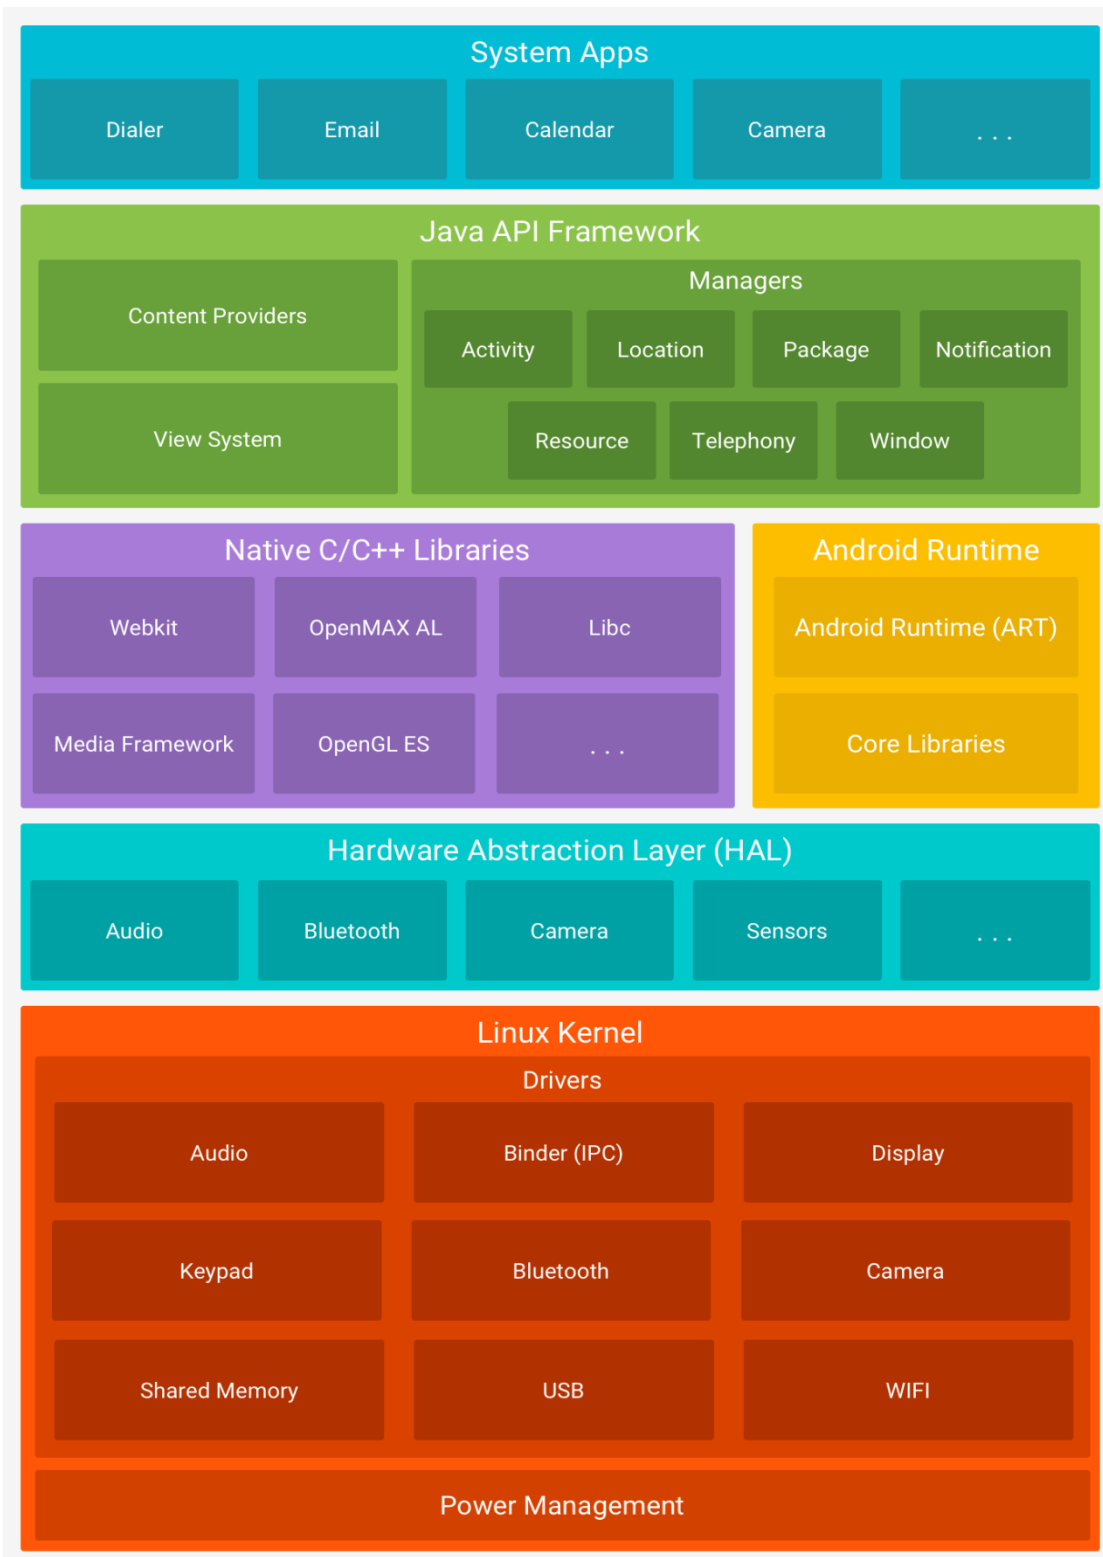 System Apps
Dialer
Email
Calendar
Camera
. . .
Java API Framework
Content Providers
View System
Managers
Activity
Location
Package
Notification
Resource
Telephony
Window
Native C/C++ Libraries
Webkit
OpenMAX AL
Libc
Media Framework
OpenGL ES
. . .
Android Runtime
Android Runtime (ART)
Core Libraries
Hardware Abstraction Layer (HAL)
Audio
Bluetooth
Camera
Sensors
. . .
Linux Kernel
Drivers
Audio
Binder (IPC)
Display
Keypad
Bluetooth
Camera
Shared Memory
USB
WIFI
Power Management